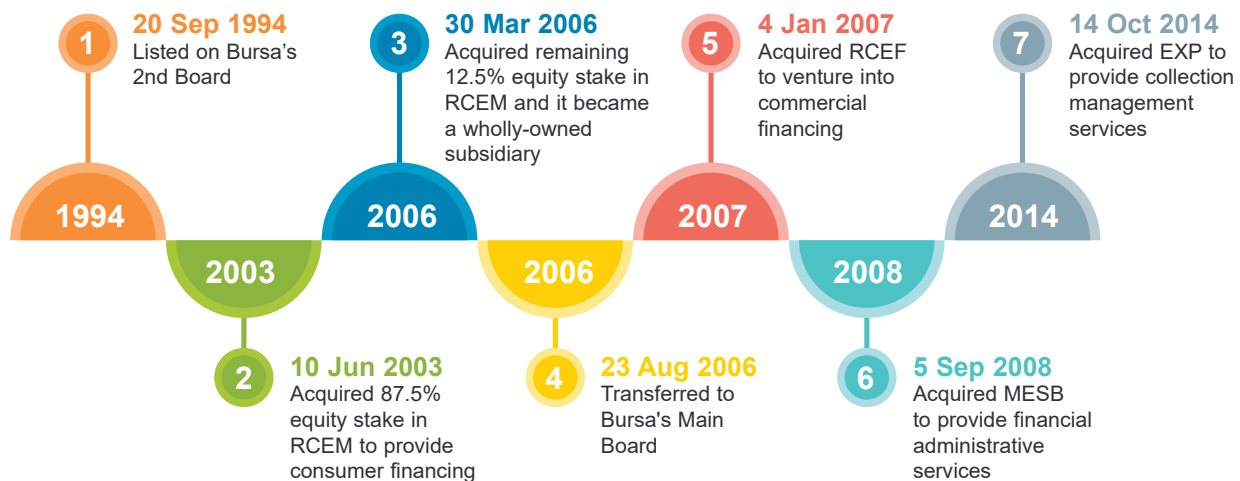 1
20 Sep 1994
Listed on Bursa's
2nd Board
1994
2003
2
10 Jun 2003
Acquired 87.5%
equity stake in
RCEM to provide
consumer financing
3
30 Mar 2006
Acquired remaining
12.5% equity stake in
RCEM and it became
a wholly-owned
subsidiary
2006
2006
4
23 Aug 2006
Transferred to
Bursa's Main
Board
5
4 Jan 2007
Acquired RCEF
to venture into
commercial
financing
2007
2008
6
5 Sep 2008
Acquired MESB
to provide financial
administrative
services
7
14 Oct 2014
Acquired EXP to
provide collection
management
services
2014